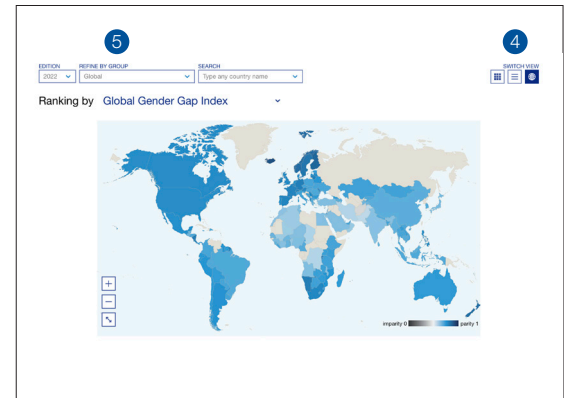 5
4
EDITION
REFINE BY GROUP
SEARCH
SWITCH VIEW
2022
Global
Type any country name
Ranking by Global Gender Gap Index
imparity 0
parity 1